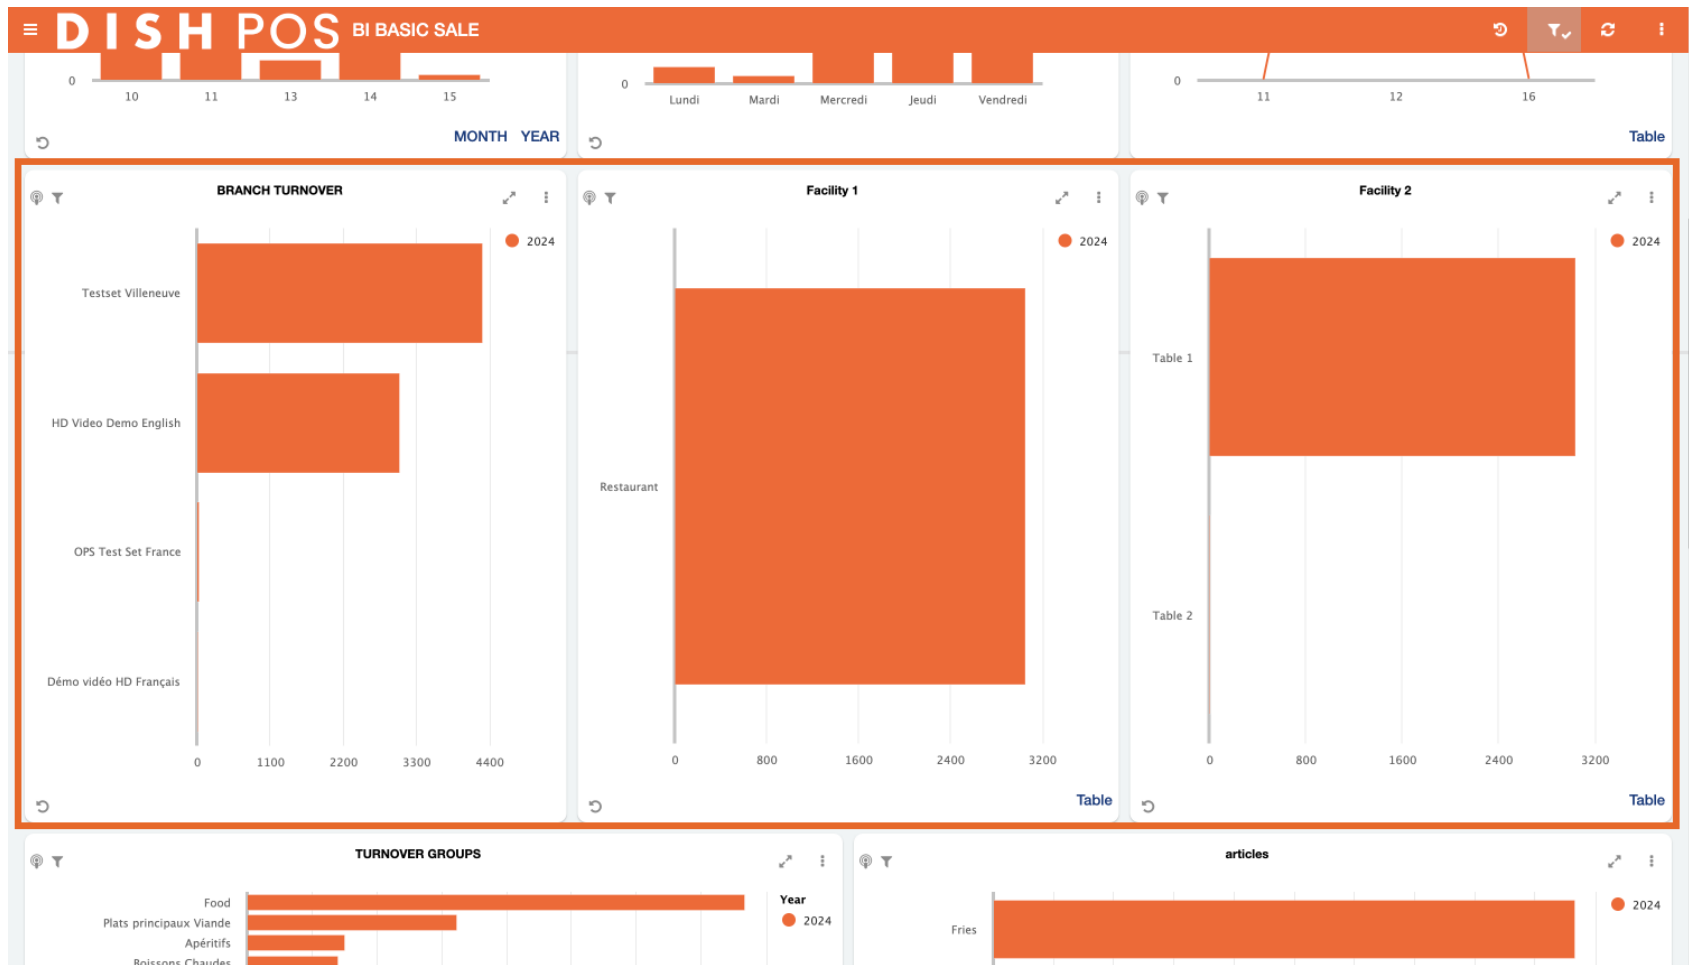 DISH POS BI BASIC SALE
0
10 11 13 14 15
MONTH YEAR
0
Lundi Mardi Mercredi Jeudi Vendredi
0
11 12 16
Table
BRANCH TURNOVER
2024
Testset Villeneuve
HD Video Demo English
OPS Test Set France
Démo vidéo HD Français
0 1100 2200 3300 4400
Facility 1
2024
Restaurant
0 800 1600 2400 3200
Table
Facility 2
2024
Table 1
Table 2
0 800 1600 2400 3200
Table
TURNOVER GROUPS
Year
2024
Food
Plats principaux Viande
Apéritifs
Boissons Chaudes
articles
2024
Fries